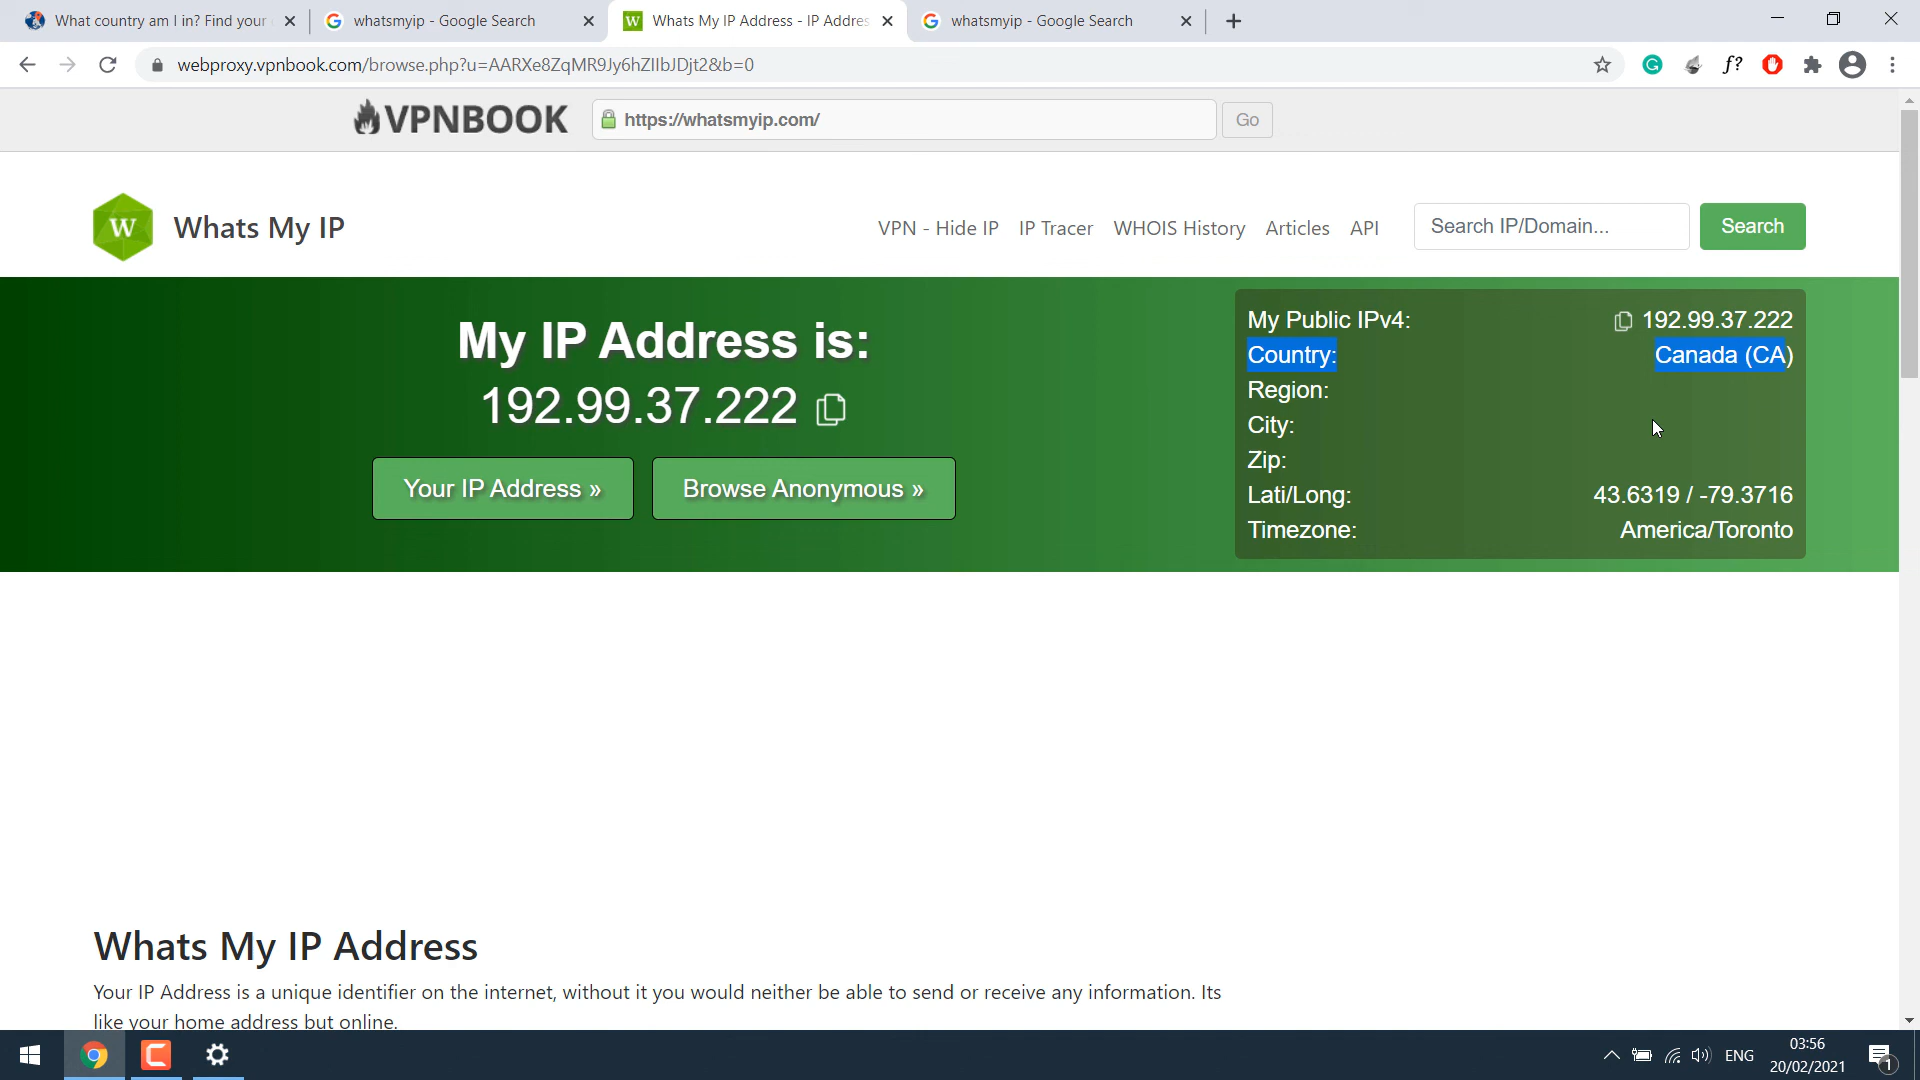 What country am I in? Find your
whatsmyip - Google Search
Whats My IP Address - IP Addres
whatsmyip - Google Search
webproxy.vpnbook.com/browse.php?u=AARXe8ZqMR9Jy6hZIIbJDjt2&b=0
f?
VPNBOOK
https://whatsmyip.com/
Go
W
Whats My IP
VPN - Hide IP
IP Tracer
WHOIS History
Articles
API
Search IP/Domain...
Search
My IP Address is:
192.99.37.222
Your IP Address »
Browse Anonymous »
My Public IPv4: 192.99.37.222
Country: Canada (CA)
Region:
City:
Zip:
Lati/Long: 43.6319 / -79.3716
Timezone: America/Toronto
Whats My IP Address
Your IP Address is a unique identifier on the internet, without it you would neither be able to send or receive any information. Its
like your home address but online.
ENG
03:56
20/02/2021
1